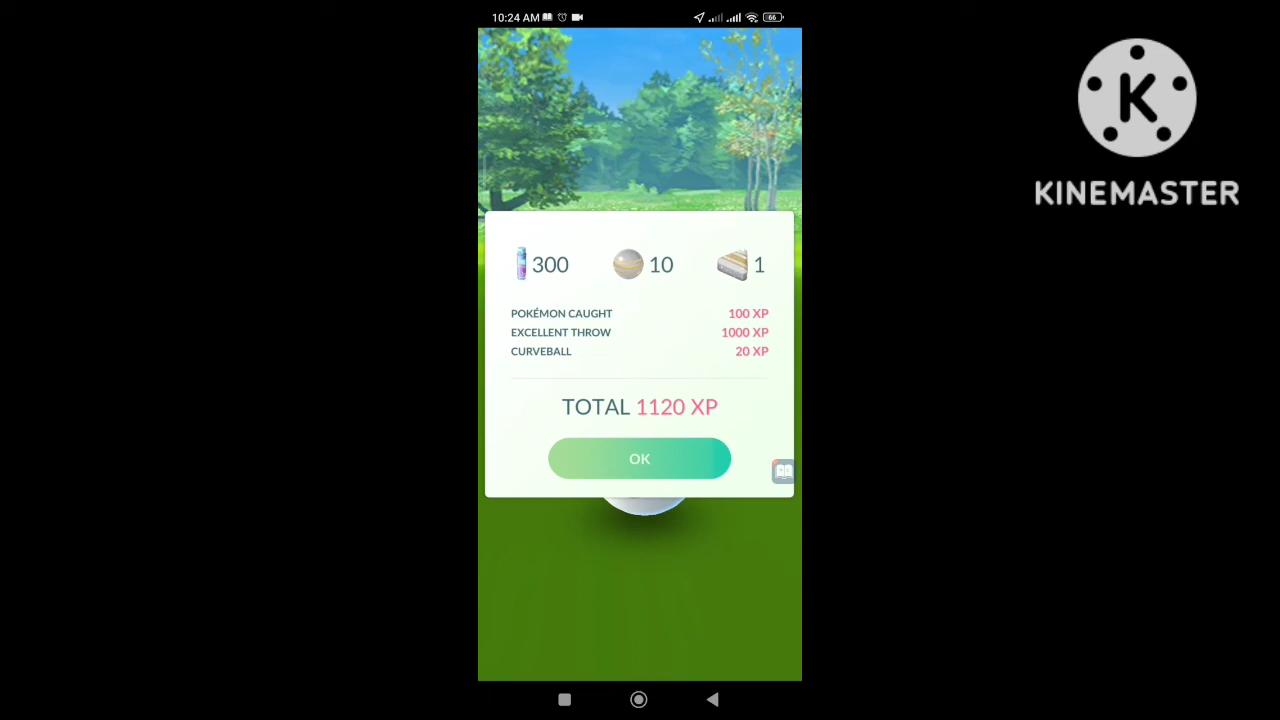 10:24 AM
66
K
KINEMASTER
300 10 1
POKÉMON CAUGHT 100 XP
EXCELLENT THROW 1000 XP
CURVEBALL 20 XP
TOTAL 1120 XP
OK